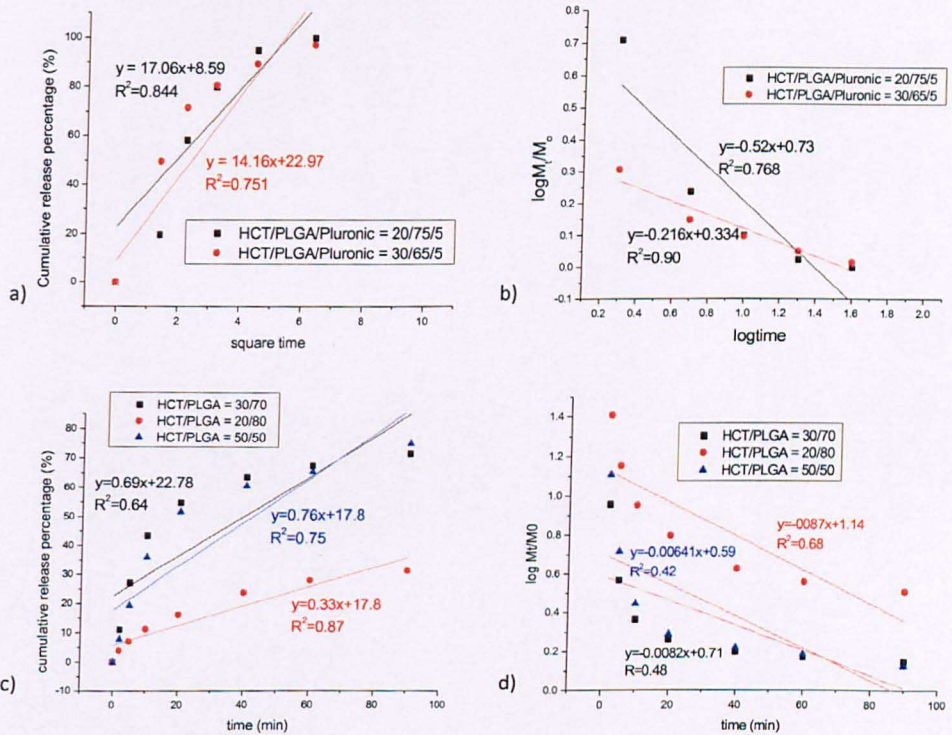 100
80
60
40
20
0
Cumulative release percentage (%)
y = 17.06x+8.59
R²=0.844
y = 14.16x+22.97
R²=0.751
HCT/PLGA/Pluronic = 20/75/5
HCT/PLGA/Pluronic = 30/65/5
0 2 4 6 8 10
square time
a)
0.8
0.7
0.6
0.5
0.4
0.3
0.2
0.1
0.0
-0.1
logMt/Mo
HCT/PLGA/Pluronic = 20/75/5
HCT/PLGA/Pluronic = 30/65/5
y=-0.52x+0.73
R²=0.768
y=-0.216x+0.334
R²=0.90
0.2 0.4 0.6 0.8 1.0 1.2 1.4 1.6 1.8
logtime
b)
HCT/PLGA = 30/70
HCT/PLGA = 20/80
HCT/PLGA = 50/50
80
70
60
50
40
30
20
10
0
-10
cumulative release percentage (%)
y=0.69x+22.78
R²=0.64
y=0.76x+17.8
R²=0.75
y=0.33x+17.8
R²=0.87
0 20 40 60 80 100
time (min)
c)
1.4
1.2
1.0
0.8
0.6
0.4
0.2
0.0
log Mt/M0
HCT/PLGA = 30/70
HCT/PLGA = 20/80
HCT/PLGA = 50/50
y=-0087x+1.14
R²=0.68
y=-0.00641x+0.59
R²=0.42
y=-0.0082x+0.71
R=0.48
0 20 40 60 80 100
time (min)
d)